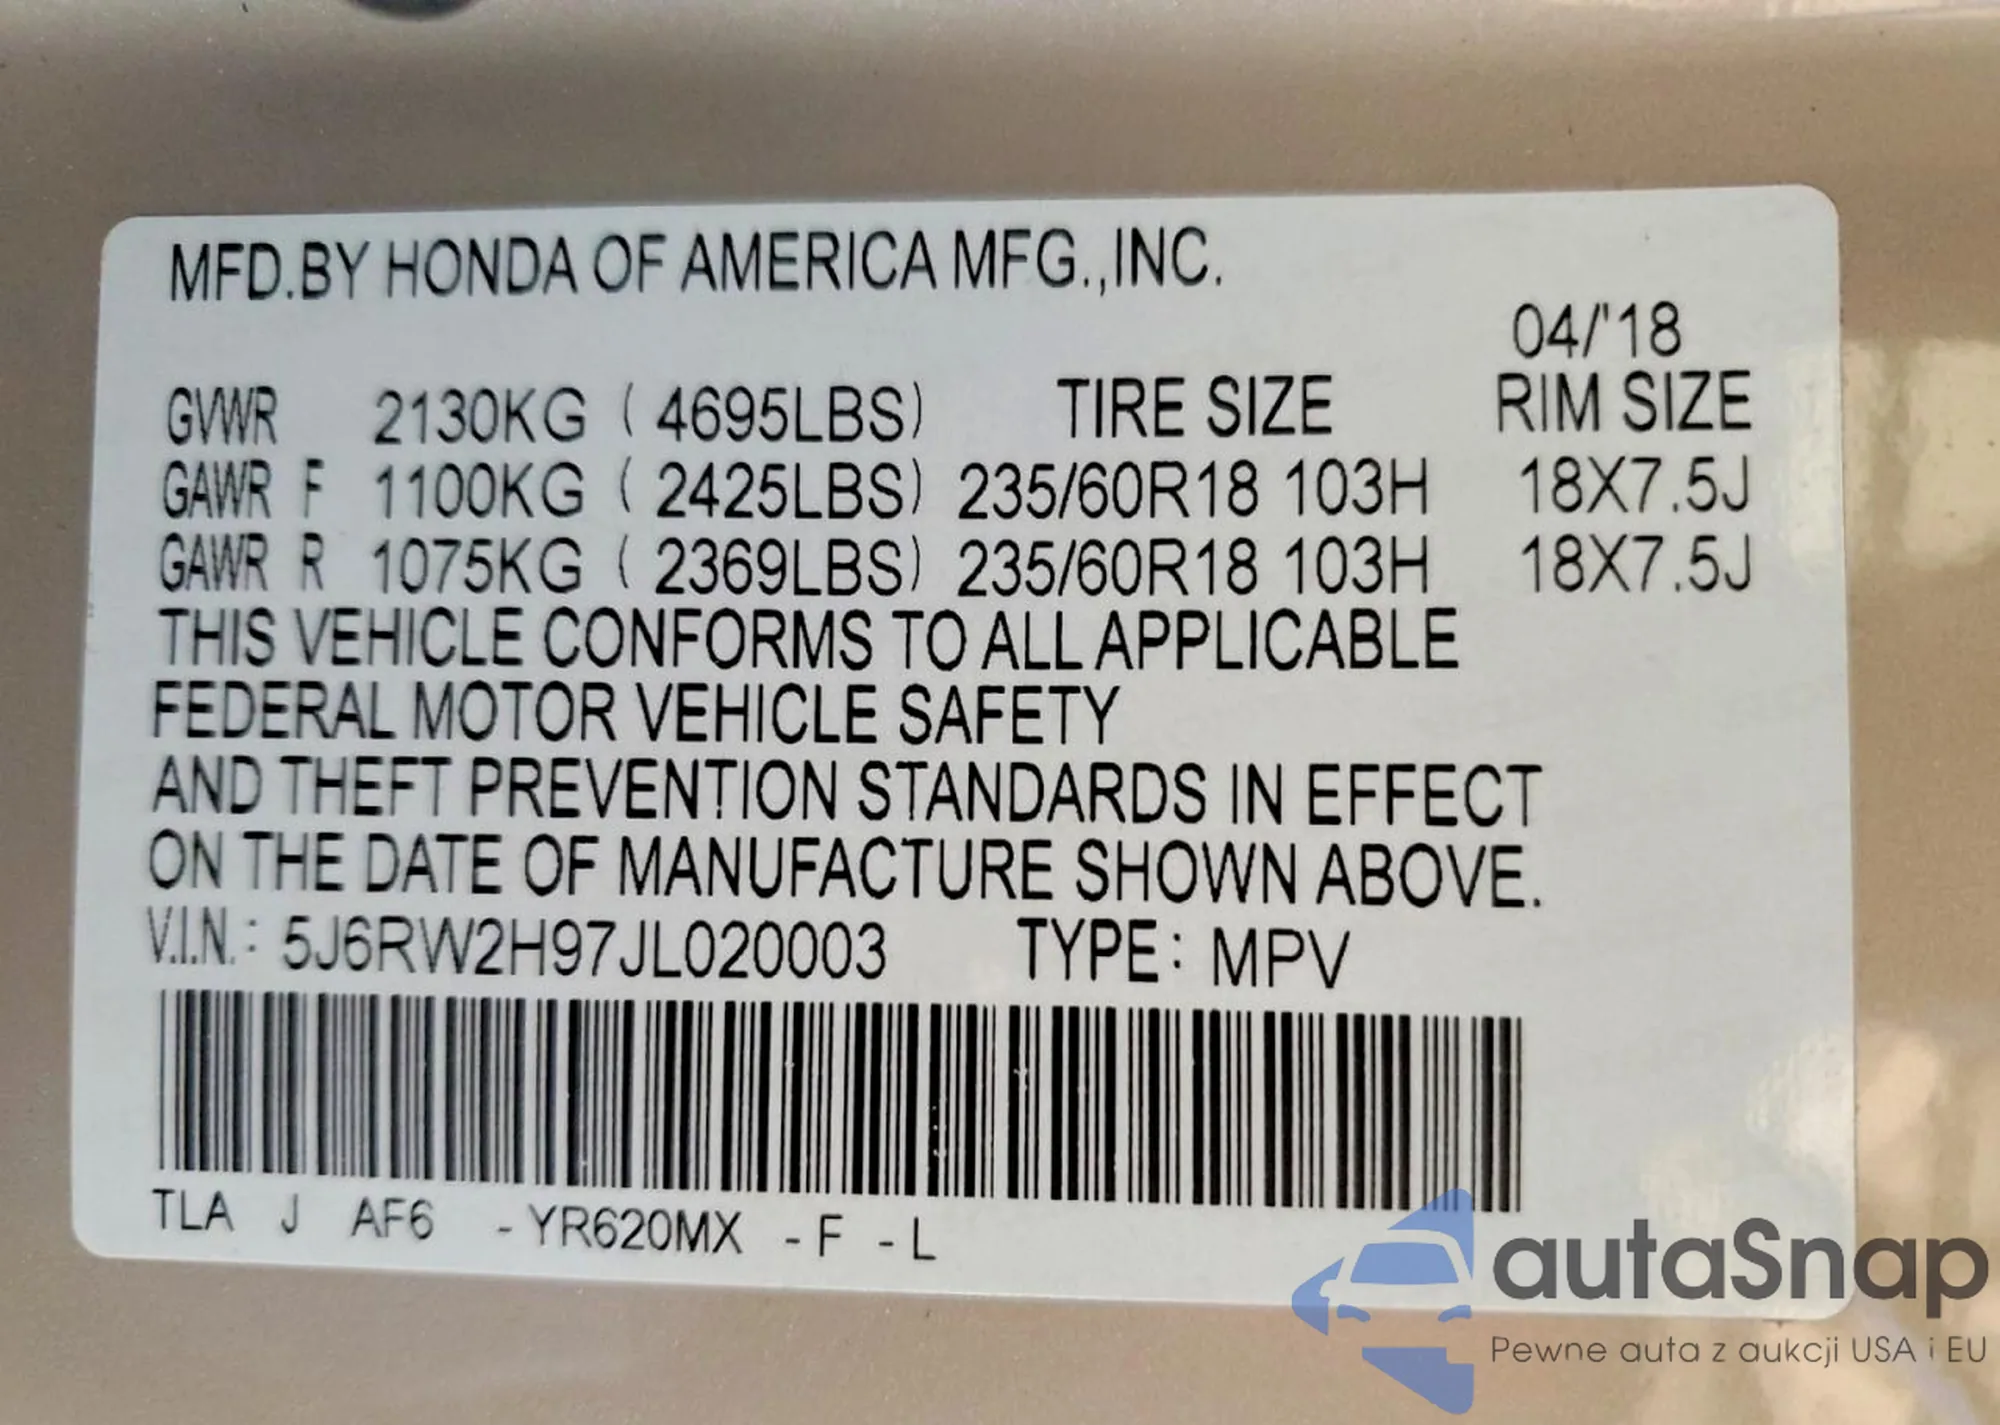 MFD.BY HONDA OF AMERICA MFG.,INC.
04/'18
GVWR 2130KG ( 4695LBS) TIRE SIZE RIM SIZE
GAWR F 1100KG ( 2425LBS) 235/60R18 103H 18X7.5J
GAWR R 1075KG ( 2369LBS) 235/60R18 103H 18X7.5J
THIS VEHICLE CONFORMS TO ALL APPLICABLE
FEDERAL MOTOR VEHICLE SAFETY
AND THEFT PREVENTION STANDARDS IN EFFECT
ON THE DATE OF MANUFACTURE SHOWN ABOVE.
V.I.N.: 5J6RW2H97JL020003 TYPE: MPV
TLA J AF6 -YR620MX -F -L
autaSnap
Pewne auta z aukcji USA i EU